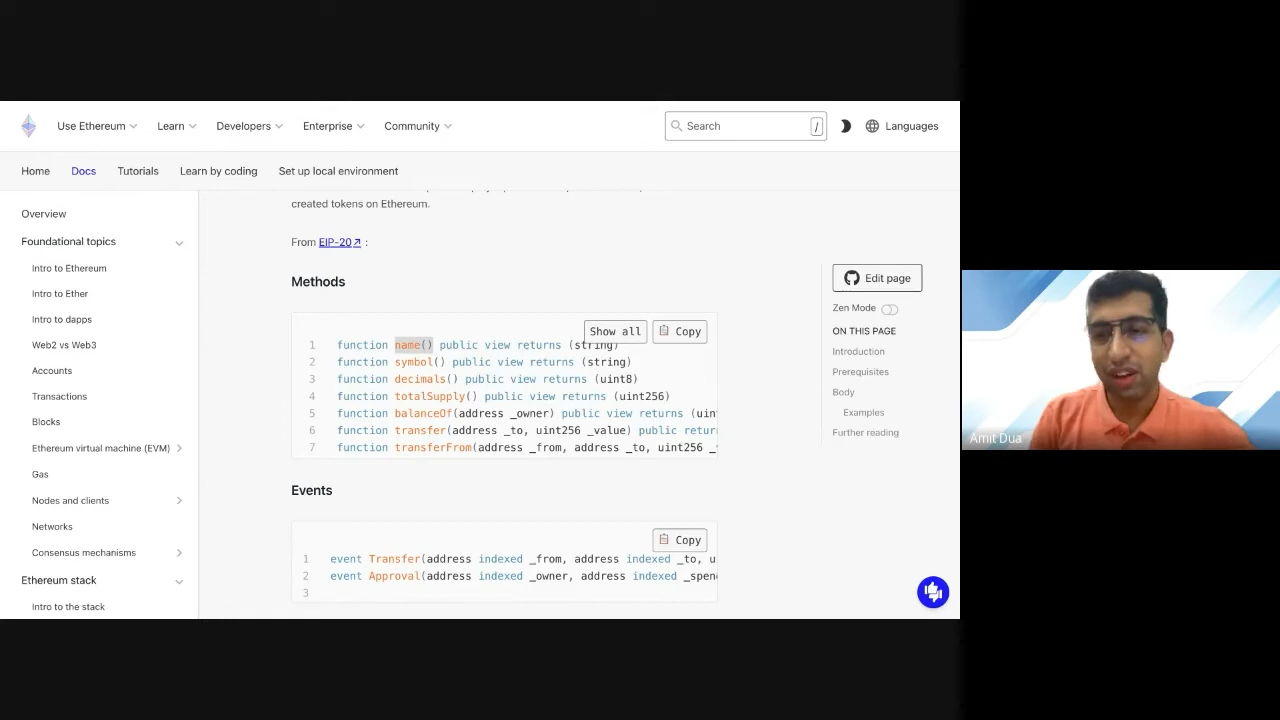 Use Ethereum
Learn
Developers
Enterprise
Community
Search
/
Languages
Home
Docs
Tutorials
Learn by coding
Set up local environment
Overview
Foundational topics
Intro to Ethereum
Intro to Ether
Intro to dapps
Web2 vs Web3
Accounts
Transactions
Blocks
Ethereum virtual machine (EVM)
Gas
Nodes and clients
Networks
Consensus mechanisms
Ethereum stack
Intro to the stack
created tokens on Ethereum.
From EIP-20 :
Methods
Show all
Copy
1 function name() public view returns (string)
2 function symbol() public view returns (string)
3 function decimals() public view returns (uint8)
4 function totalSupply() public view returns (uint256)
5 function balanceOf(address _owner) public view returns (uin
6 function transfer(address _to, uint256 _value) public retur
7 function transferFrom(address _from, address _to, uint256 _
Events
Copy
1 event Transfer(address indexed _from, address indexed _to, u
2 event Approval(address indexed _owner, address indexed _spen
3
Edit page
Zen Mode
ON THIS PAGE
Introduction
Prerequisites
Body
Examples
Further reading
Amit Dua